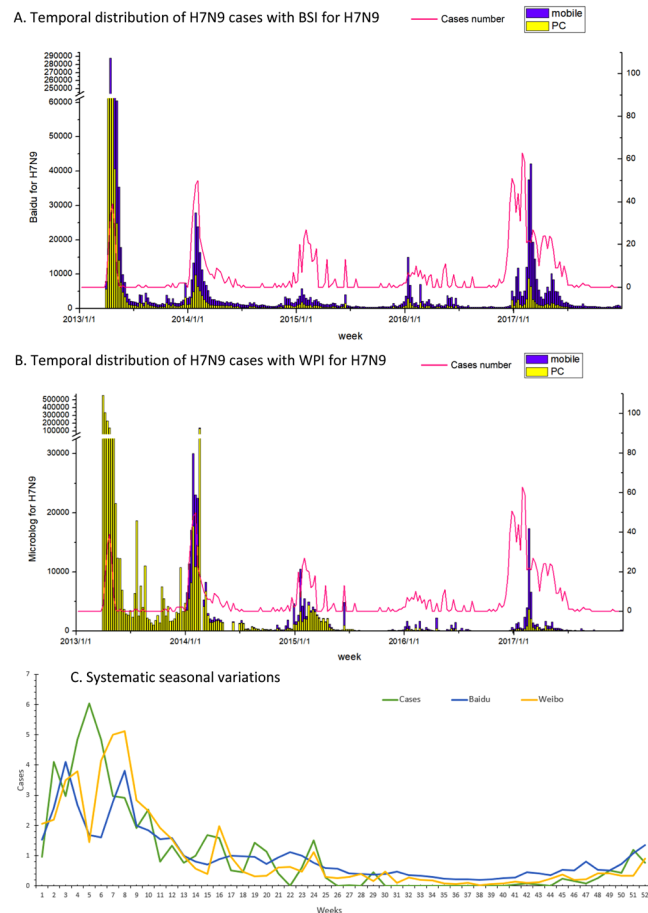 A. Temporal distribution of H7N9 cases with BSI for H7N9
Cases number
mobile
PC
Baidu for H7N9
290000
280000
270000
260000
250000
60000
50000
40000
30000
20000
10000
0
100
80
60
40
20
0
2013/1/1 2014/1/1 2015/1/1 2016/1/1 2017/1/1
week
B. Temporal distribution of H7N9 cases with WPI for H7N9
Cases number
mobile
PC
Microblog for H7N9
500000
400000
300000
200000
100000
30000
20000
10000
0
100
80
60
40
20
0
2013/1/1 2014/1/1 2015/1/1 2016/1/1 2017/1/1
week
C. Systematic seasonal variations
Cases Baidu Weibo
Cases
7
6
5
4
3
2
1
0
1 2 3 4 5 6 7 8 9 10 11 12 13 14 15 16 17 18 19 20 21 22 23 24 25 26 27 28 29 30 31 32 33 34 35 36 37 38 39 40 41 42 43 44 45 46 47 48 49 50 51 52
Weeks